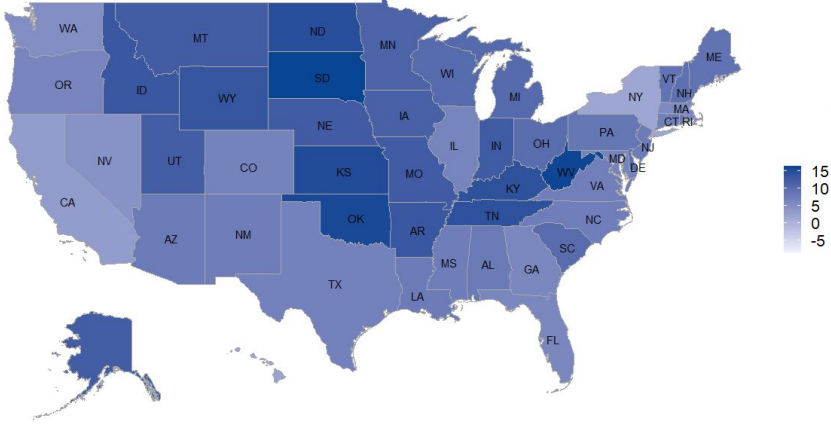 WA
MT
ND
MN
ME
VT
NH
OR
ID
SD
WI
WY
MI
NY
MA
CT RI
IA
NE
PA
NV
UT
CO
IL
IN
OH
NJ
MD
DE
KS
MO
WV
VA
CA
KY
OK
TN
NC
AZ
NM
AR
SC
MS
AL
GA
TX
LA
FL
15
10
5
0
-5